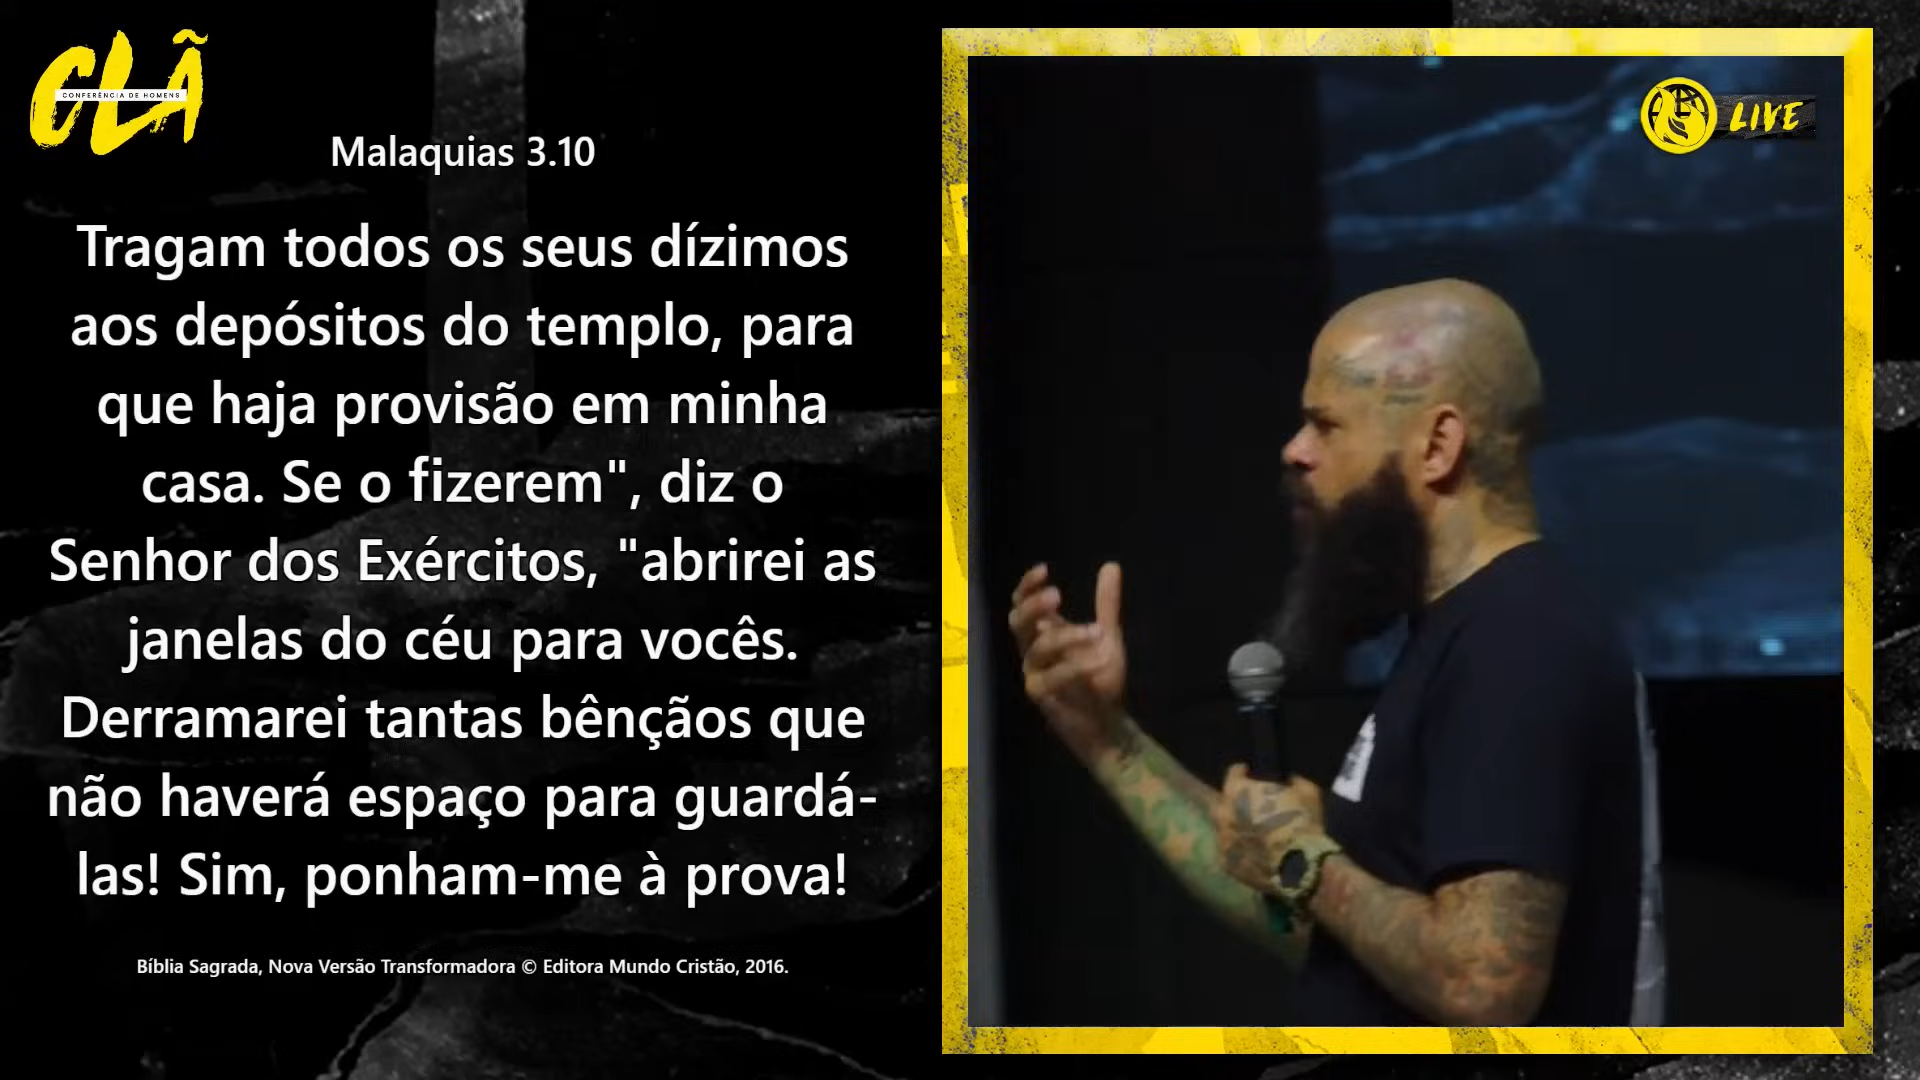 CLÃ
CONFERÊNCIA DE HOMENS
LIVE
Malaquias 3.10
Tragam todos os seus dízimos
aos depósitos do templo, para
que haja provisão em minha
casa. Se o fizerem", diz o
Senhor dos Exércitos, "abrirei as
janelas do céu para vocês.
Derramarei tantas bênçãos que
não haverá espaço para guardá-
las! Sim, ponham-me à prova!
Bíblia Sagrada, Nova Versão Transformadora © Editora Mundo Cristão, 2016.